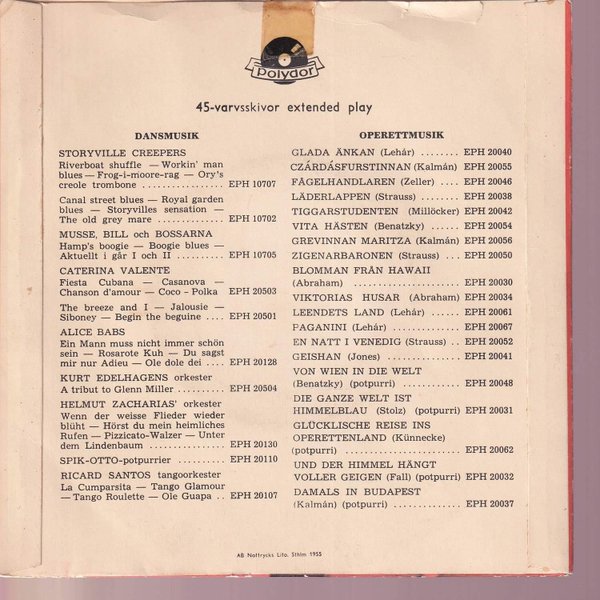 polydor
45-varvsskivor extended play
DANSMUSIK
STORYVILLE CREEPERS
Riverboat shuffle — Workin' man
blues — Frog-i-moore-rag — Ory's
creole trombone ................ EPH 10707
Canal street blues — Royal garden
blues — Storyvilles sensation —
The old grey mare ............. EPH 10702
MUSSE, BILL och BOSSARNA
Hamp's boogie — Boogie blues —
Aktuellt i går I och II .......... EPH 10705
CATERINA VALENTE
Fiesta Cubana — Casanova —
Chanson d'amour — Coco - Polka EPH 20503
The breeze and I — Jalousie —
Siboney — Begin the beguine .... EPH 20501
ALICE BABS
Ein Mann muss nicht immer schön
sein — Rosarote Kuh — Du sagst
mir nur Adieu — Ole dole dei .... EPH 20128
KURT EDELHAGENS orkester
A tribut to Glenn Miller .......... EPH 20504
HELMUT ZACHARIAS' orkester
Wenn der weisse Flieder wieder
blüht — Hörst du mein heimliches
Rufen — Pizzicato-Walzer — Unter
dem Lindenbaum ............... EPH 20130
SPIK-OTTO-potpurrier .......... EPH 20110
RICARD SANTOS tangoorkester
La Cumparsita — Tango Glamour
— Tango Roulette — Ole Guapa .. EPH 20107
OPERETTMUSIK
GLADA ÄNKAN (Lehár) ........ EPH 20040
CZÁRDÁSFURSTINNAN (Kalmán) EPH 20055
FÅGELHANDLAREN (Zeller) .... EPH 20046
LÄDERLAPPEN (Strauss) ........ EPH 20038
TIGGARSTUDENTEN (Millöcker) EPH 20042
VITA HÄSTEN (Benatzky) ...... EPH 20054
GREVINNAN MARITZA (Kalmán) EPH 20056
ZIGENARBARONEN (Strauss) ... EPH 20050
BLOMMAN FRÅN HAWAII
(Abraham) .................... EPH 20030
VIKTORIAS HUSAR (Abraham) EPH 20034
LEENDETS LAND (Lehár) ...... EPH 20061
PAGANINI (Lehár) ............. EPH 20067
EN NATT I VENEDIG (Strauss) .. EPH 20052
GEISHAN (Jones) .............. EPH 20041
VON WIEN IN DIE WELT
(Benatzky) (potpurri) ........... EPH 20048
DIE GANZE WELT IST
HIMMELBLAU (Stolz) (potpurri) EPH 20031
GLÜCKLISCHE REISE INS
OPERETTENLAND (Künnecke)
(potpurri) ..................... EPH 20062
UND DER HIMMEL HÄNGT
VOLLER GEIGEN (Fall) (potpurri) EPH 20032
DAMALS IN BUDAPEST
(Kalmán) (potpurri) ............. EPH 20037
AB Nottrycks Lito. Sthlm 1955